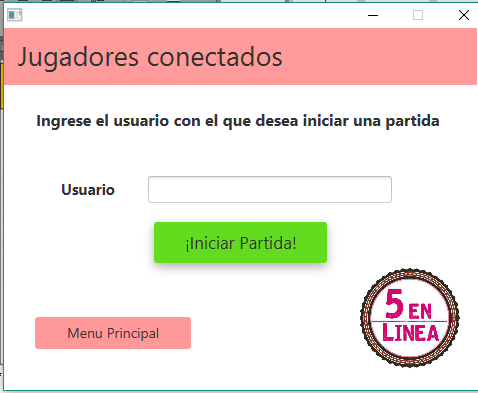 Jugadores conectados
Ingrese el usuario con el que desea iniciar una partida
Usuario
¡Iniciar Partida!
5 EN
LINEA
Menu Principal